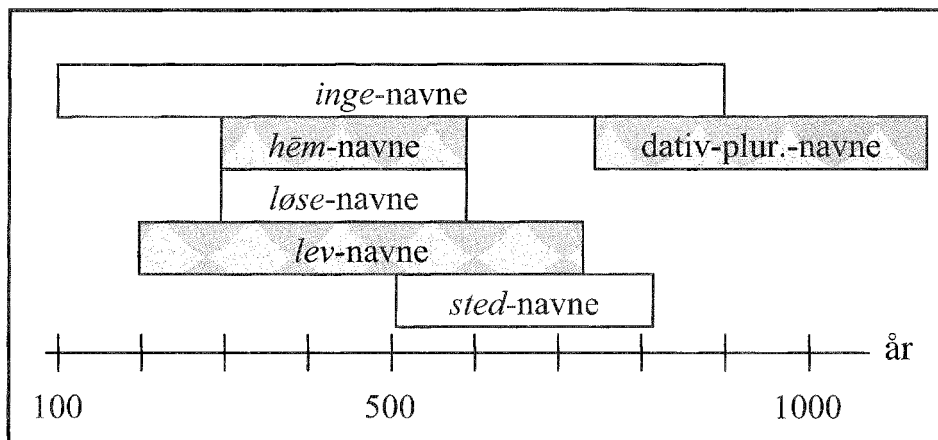 inge-navne
hēm-navne
dativ-plur.-navne
løse-navne
lev-navne
sted-navne
år
100
500
1000